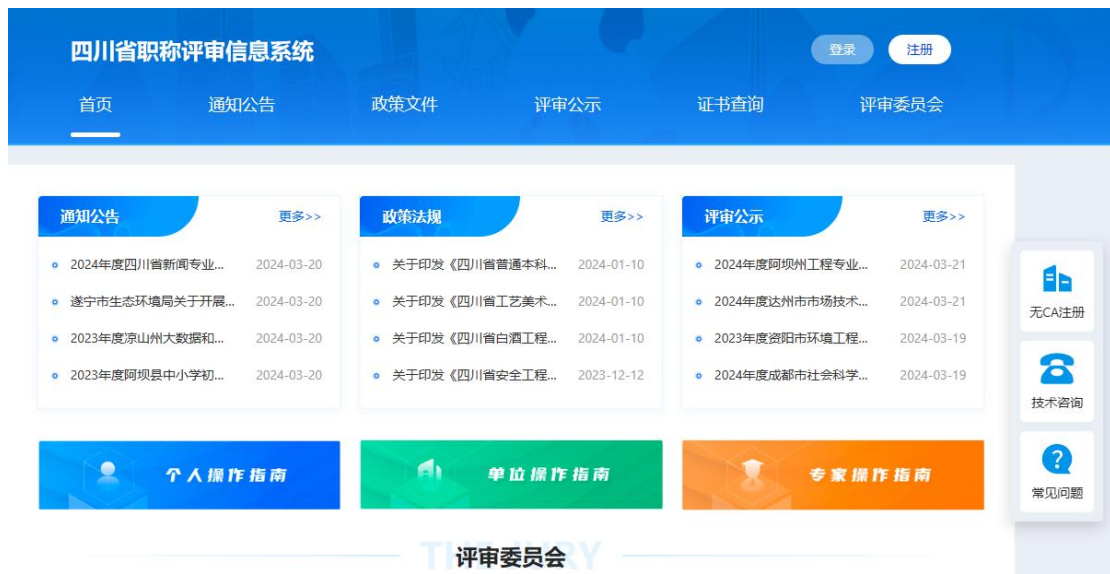 四川省职称评审信息系统
登录 注册
首页 通知公告 政策文件 评审公示 证书查询 评审委员会
通知公告 更多>>
2024年度四川省新闻专业... 2024-03-20
遂宁市生态环境局关于开展... 2024-03-20
2023年度凉山州大数据和... 2024-03-20
2023年度阿坝县中小学初... 2024-03-20
政策法规 更多>>
关于印发《四川省普通本科... 2024-01-10
关于印发《四川省工艺美术... 2024-01-10
关于印发《四川省白酒工程... 2024-01-10
关于印发《四川省安全工程... 2023-12-12
评审公示 更多>>
2024年度阿坝州工程专业... 2024-03-21
2024年度达州市市场技术... 2024-03-21
2023年度资阳市环境工程... 2024-03-19
2024年度成都市社会科学... 2024-03-19
无CA注册
技术咨询
常见问题
个人操作指南
单位操作指南
专家操作指南
THE JURY
评审委员会